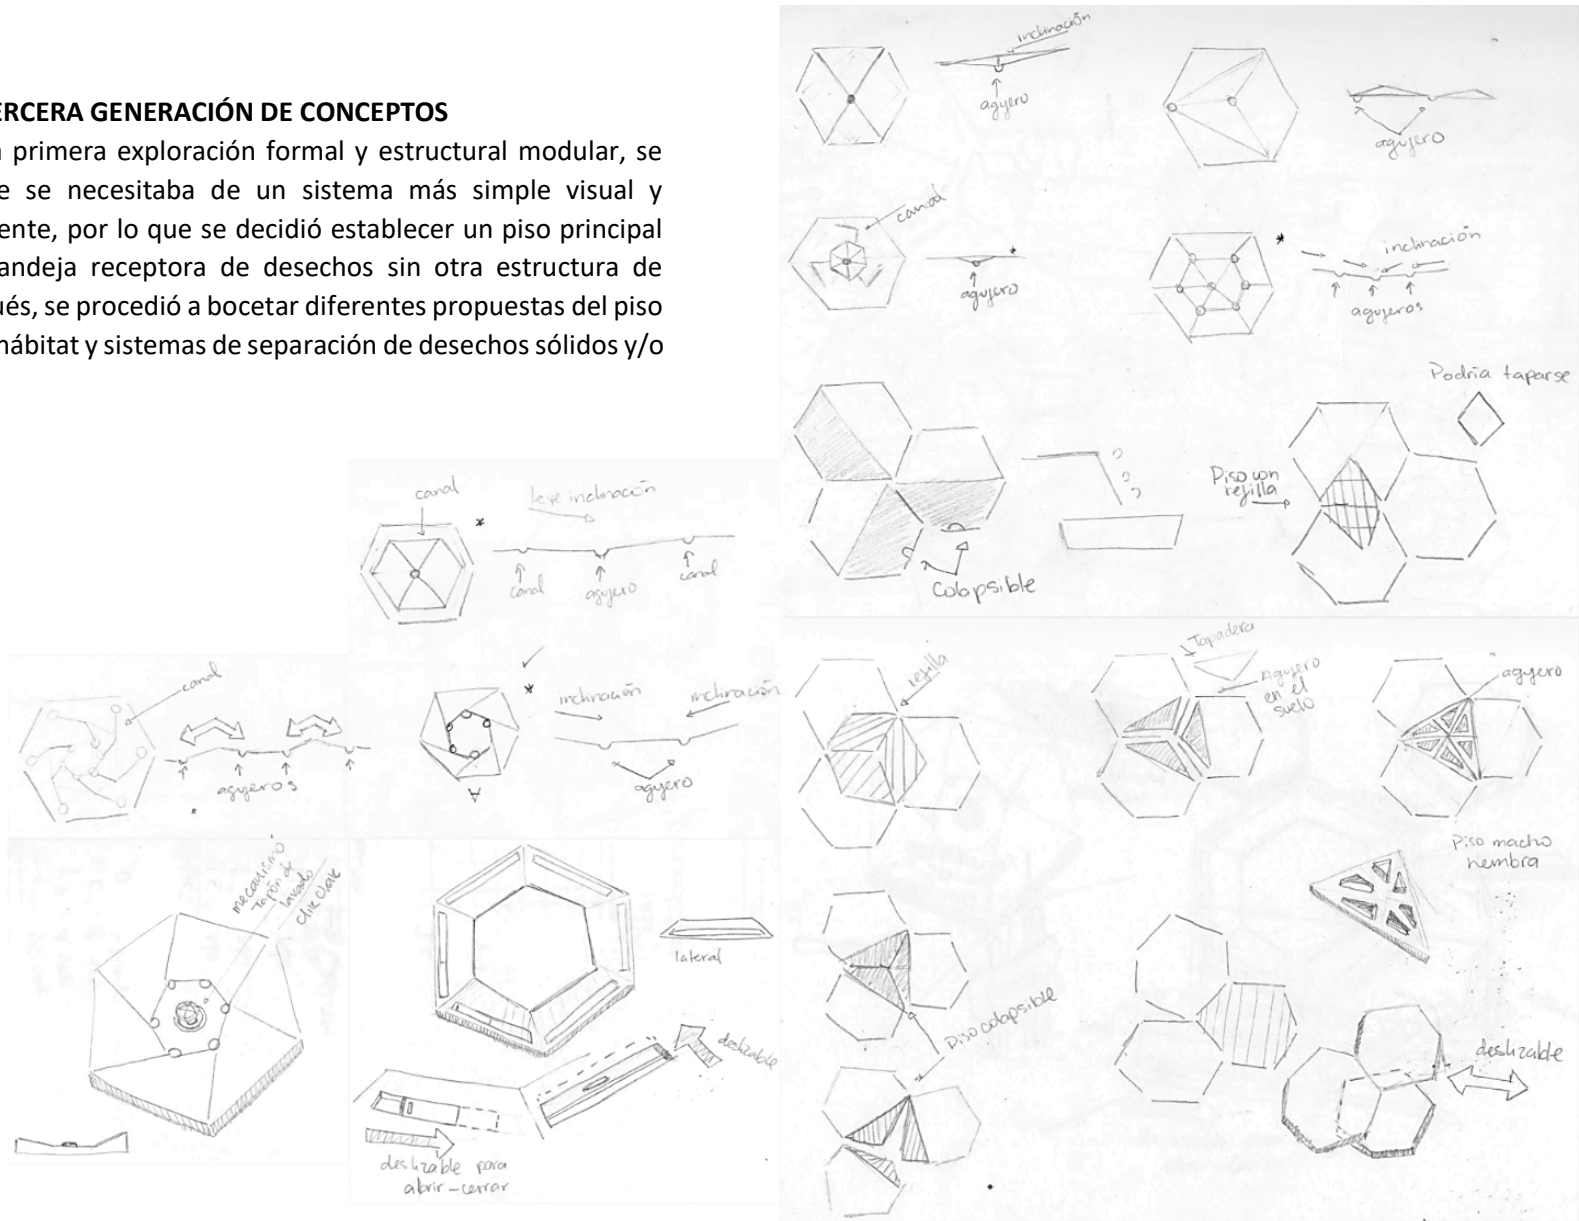 ERCERA GENERACIÓN DE CONCEPTOS
primera exploración formal y estructural modular, se
e se necesitaba de un sistema más simple visual y
ente, por lo que se decidió establecer un piso principal
andeja receptora de desechos sin otra estructura de
ués, se procedió a bocetar diferentes propuestas del piso
hábitat y sistemas de separación de desechos sólidos y/o
inclinación
agujero
agujero
canal
agujero
inclinación
agujeros
Podría taparse
Piso con
rejilla
Colapsible
canal
leve inclinación
canal
agujero
canal
canal
agujeros
inclinación
inclinación
agujero
rejilla
Tapadera
agujero
en el
suelo
agujero
Piso macho
hembra
mecanismo
Tapón de
lavado
lateral
deslizable
deslizable para
abrir-cerrar
Piso colapsible
deslizable